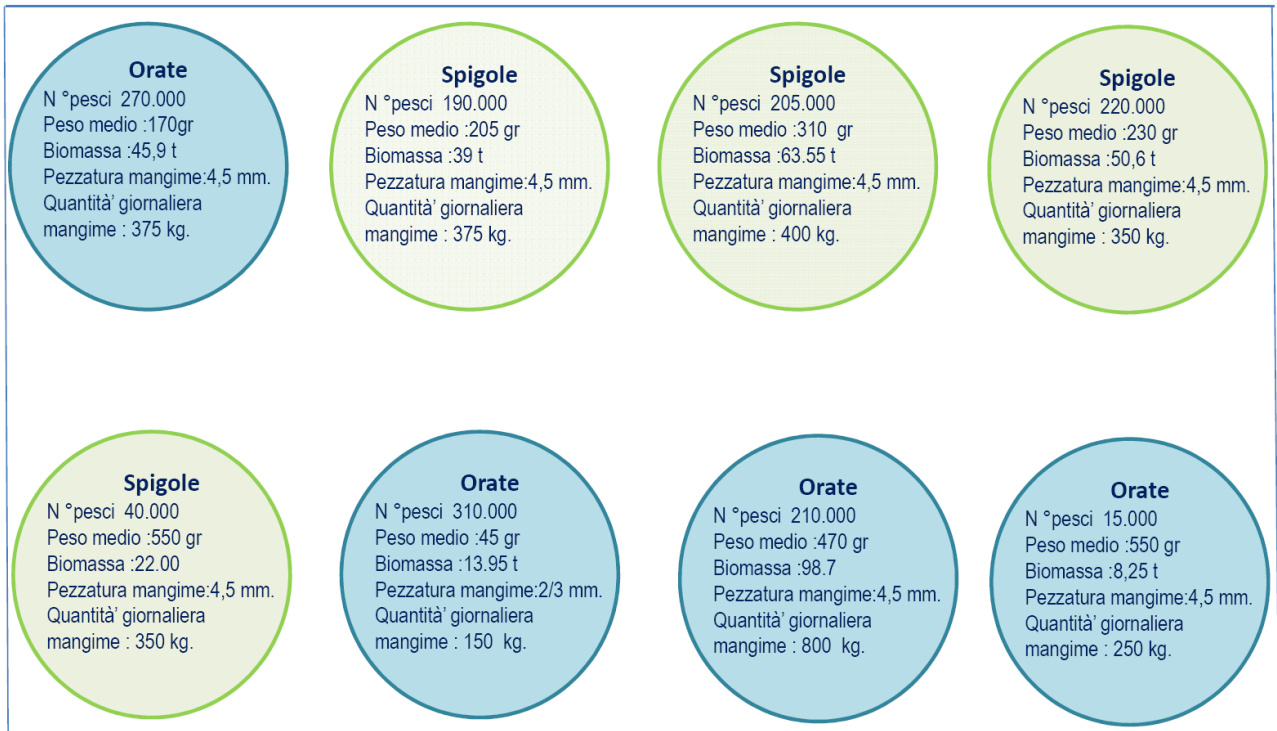 Orate
N °pesci 270.000
Peso medio :170gr
Biomassa :45,9 t
Pezzatura mangime:4,5 mm.
Quantità' giornaliera
mangime : 375 kg.
Spigole
N °pesci 190.000
Peso medio :205 gr
Biomassa :39 t
Pezzatura mangime:4,5 mm.
Quantità' giornaliera
mangime : 375 kg.
Spigole
N °pesci 205.000
Peso medio :310 gr
Biomassa :63.55 t
Pezzatura mangime:4,5 mm.
Quantità' giornaliera
mangime : 400 kg.
Spigole
N °pesci 220.000
Peso medio :230 gr
Biomassa :50,6 t
Pezzatura mangime:4,5 mm.
Quantità' giornaliera
mangime : 350 kg.
Spigole
N °pesci 40.000
Peso medio :550 gr
Biomassa :22.00
Pezzatura mangime:4,5 mm.
Quantità' giornaliera
mangime : 350 kg.
Orate
N °pesci 310.000
Peso medio :45 gr
Biomassa :13.95 t
Pezzatura mangime:2/3 mm.
Quantità' giornaliera
mangime : 150 kg.
Orate
N °pesci 210.000
Peso medio :470 gr
Biomassa :98.7
Pezzatura mangime:4,5 mm.
Quantità' giornaliera
mangime : 800 kg.
Orate
N °pesci 15.000
Peso medio :550 gr
Biomassa :8,25 t
Pezzatura mangime:4,5 mm.
Quantità' giornaliera
mangime : 250 kg.